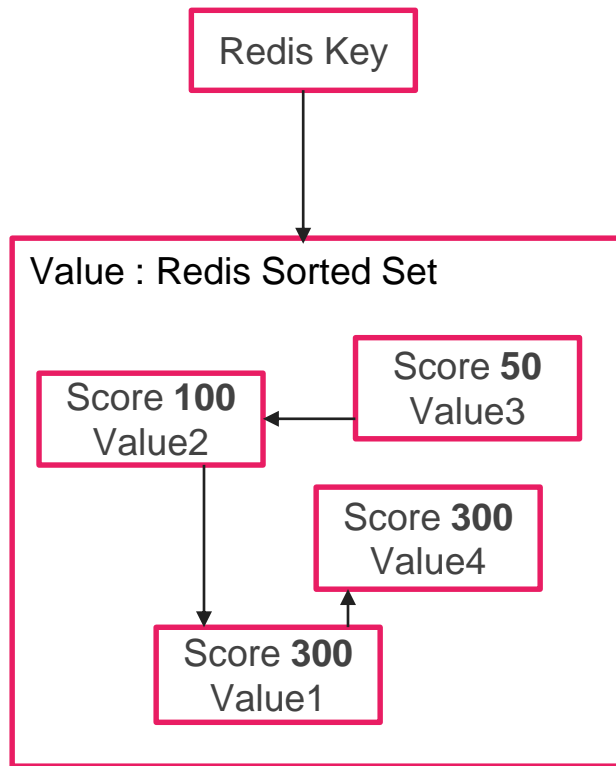 Redis Key
Value : Redis Sorted Set
Score 50
Value3
Score 100
Value2
Score 300
Value4
Score 300
Value1